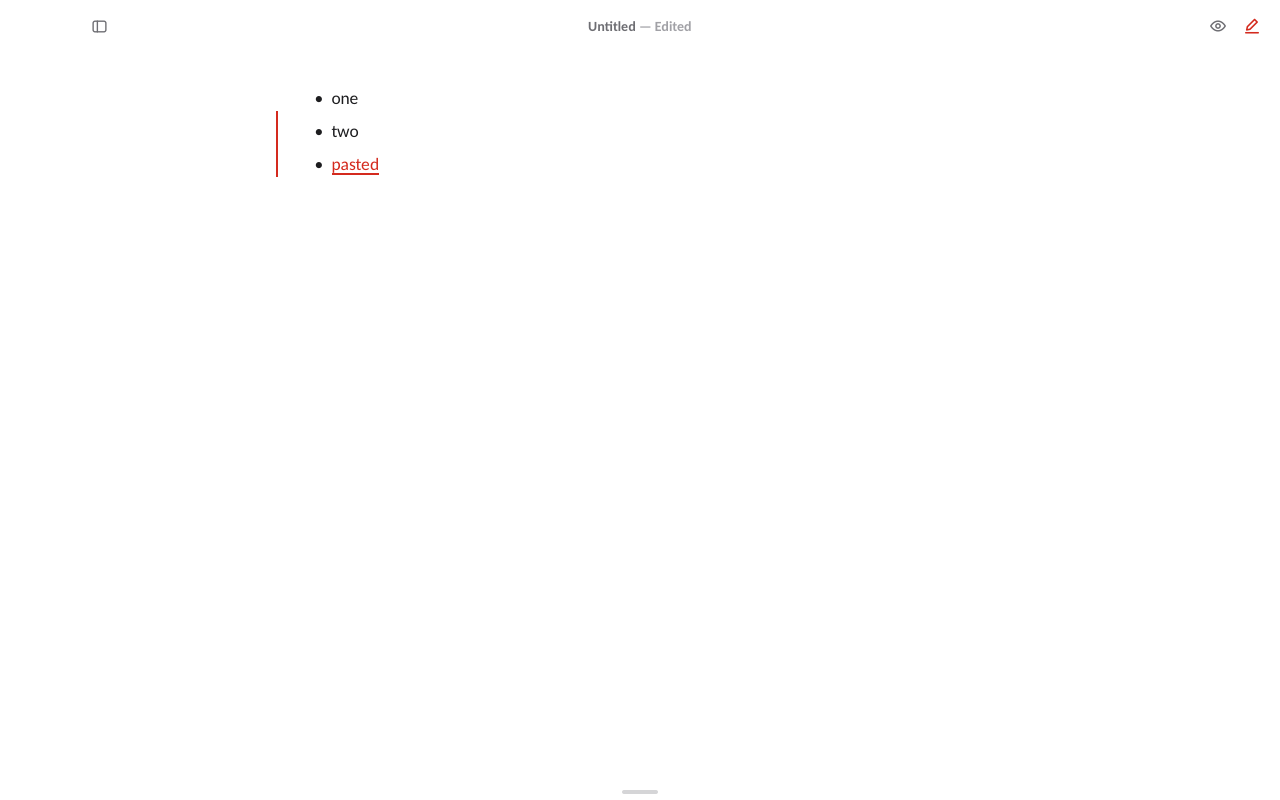 Untitled — Edited
• one
• two
• pasted